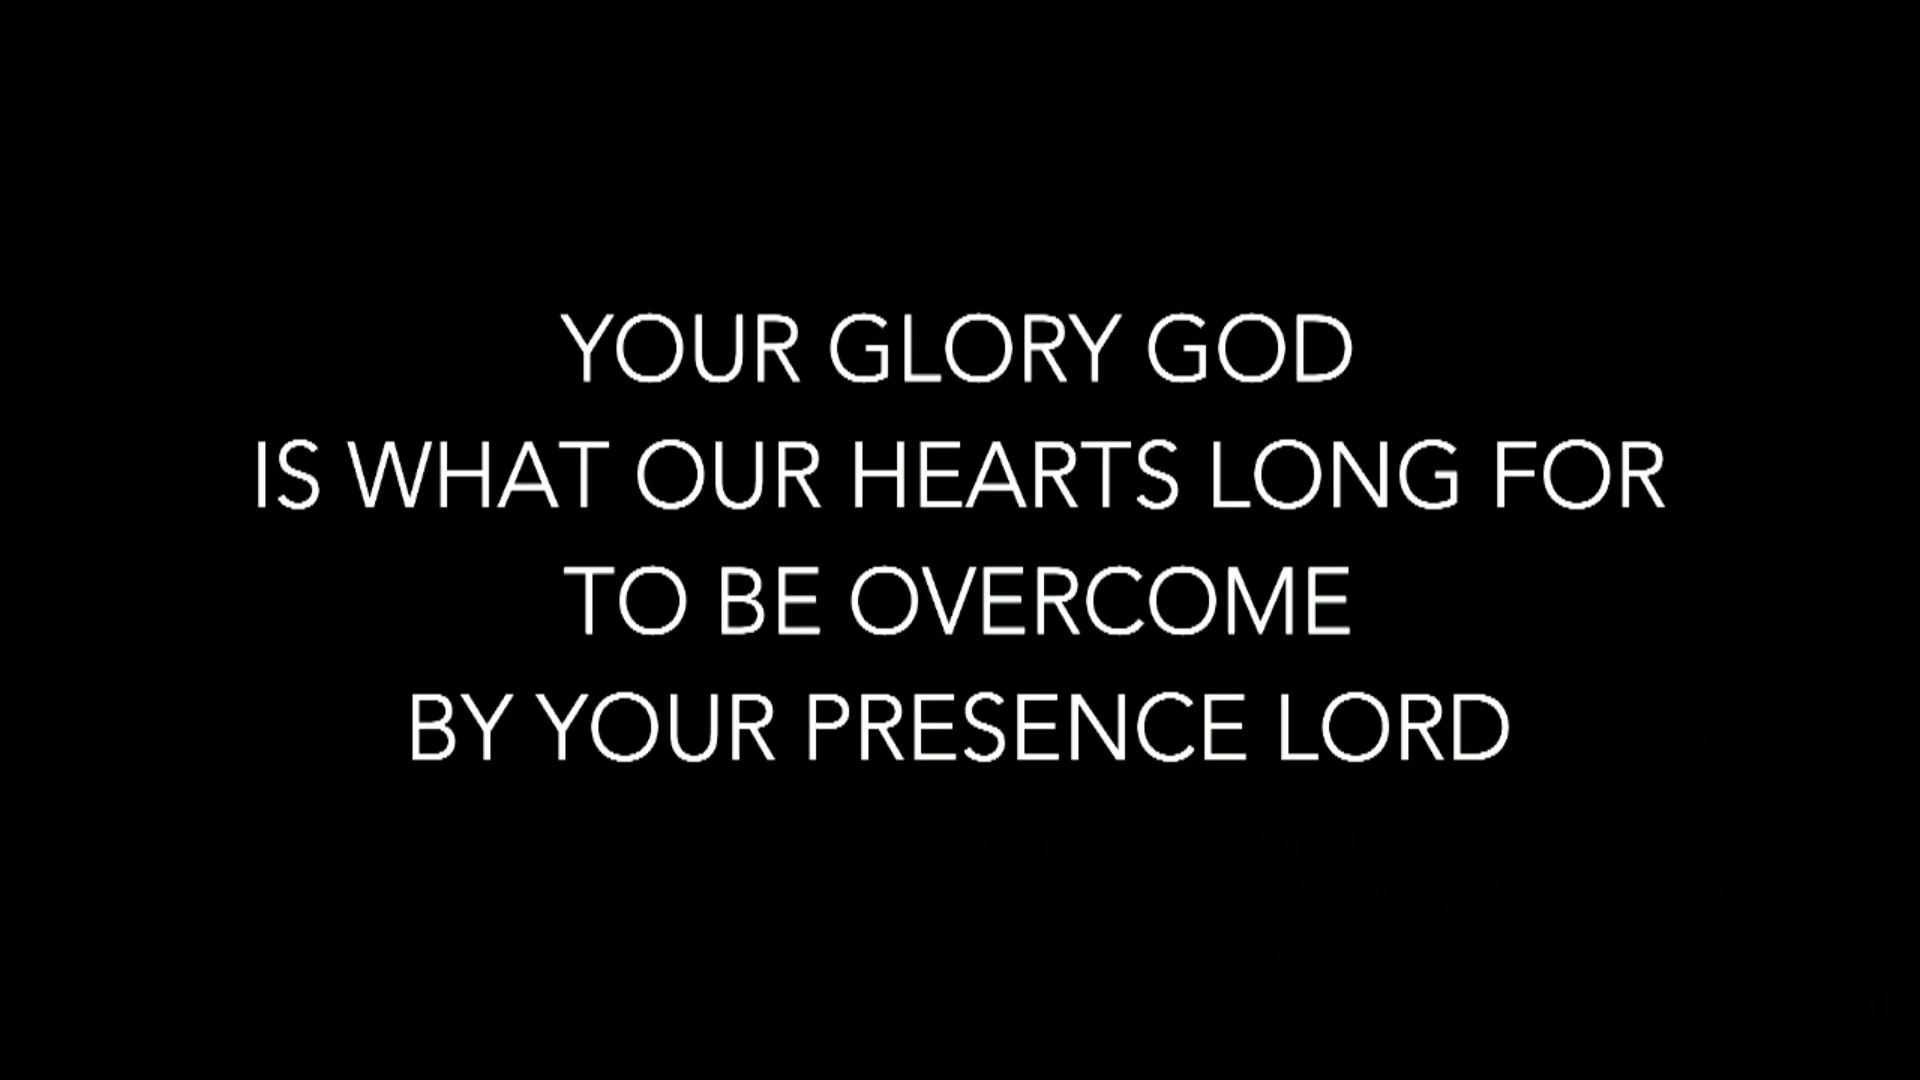 YOUR GLORY GOD
IS WHAT OUR HEARTS LONG FOR
TO BE OVERCOME
BY YOUR PRESENCE LORD